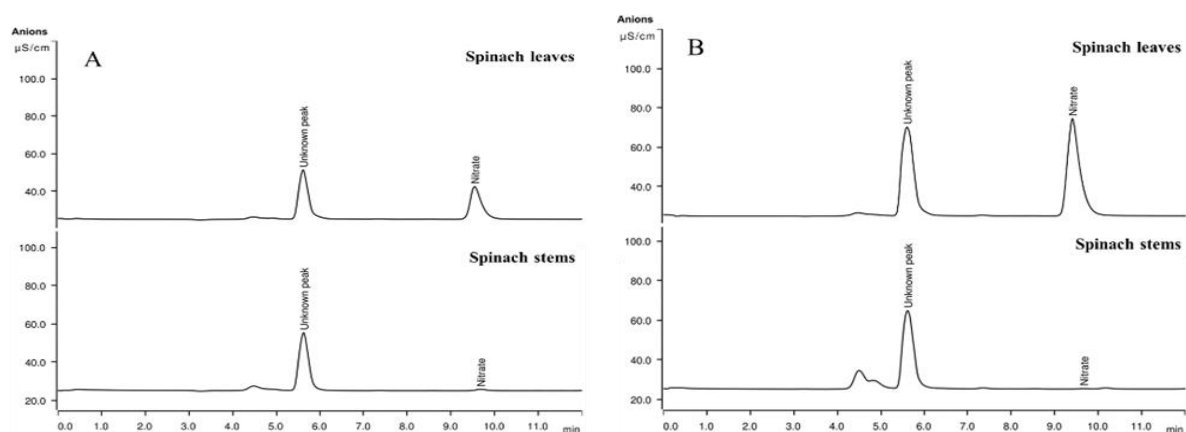 Anions
µS/cm
A
Spinach leaves
100.0
80.0
60.0
40.0
Unknown peak
Nitrate
Spinach stems
100.0
80.0
60.0
40.0
20.0
Unknown peak
Nitrate
0.0 1.0 2.0 3.0 4.0 5.0 6.0 7.0 8.0 9.0 10.0 11.0 min
Anions
µS/cm
B
Spinach leaves
100.0
80.0
60.0
40.0
Unknown peak
Nitrate
Spinach stems
100.0
80.0
60.0
40.0
20.0
Unknown peak
Nitrate
0.0 1.0 2.0 3.0 4.0 5.0 6.0 7.0 8.0 9.0 10.0 11.0 min